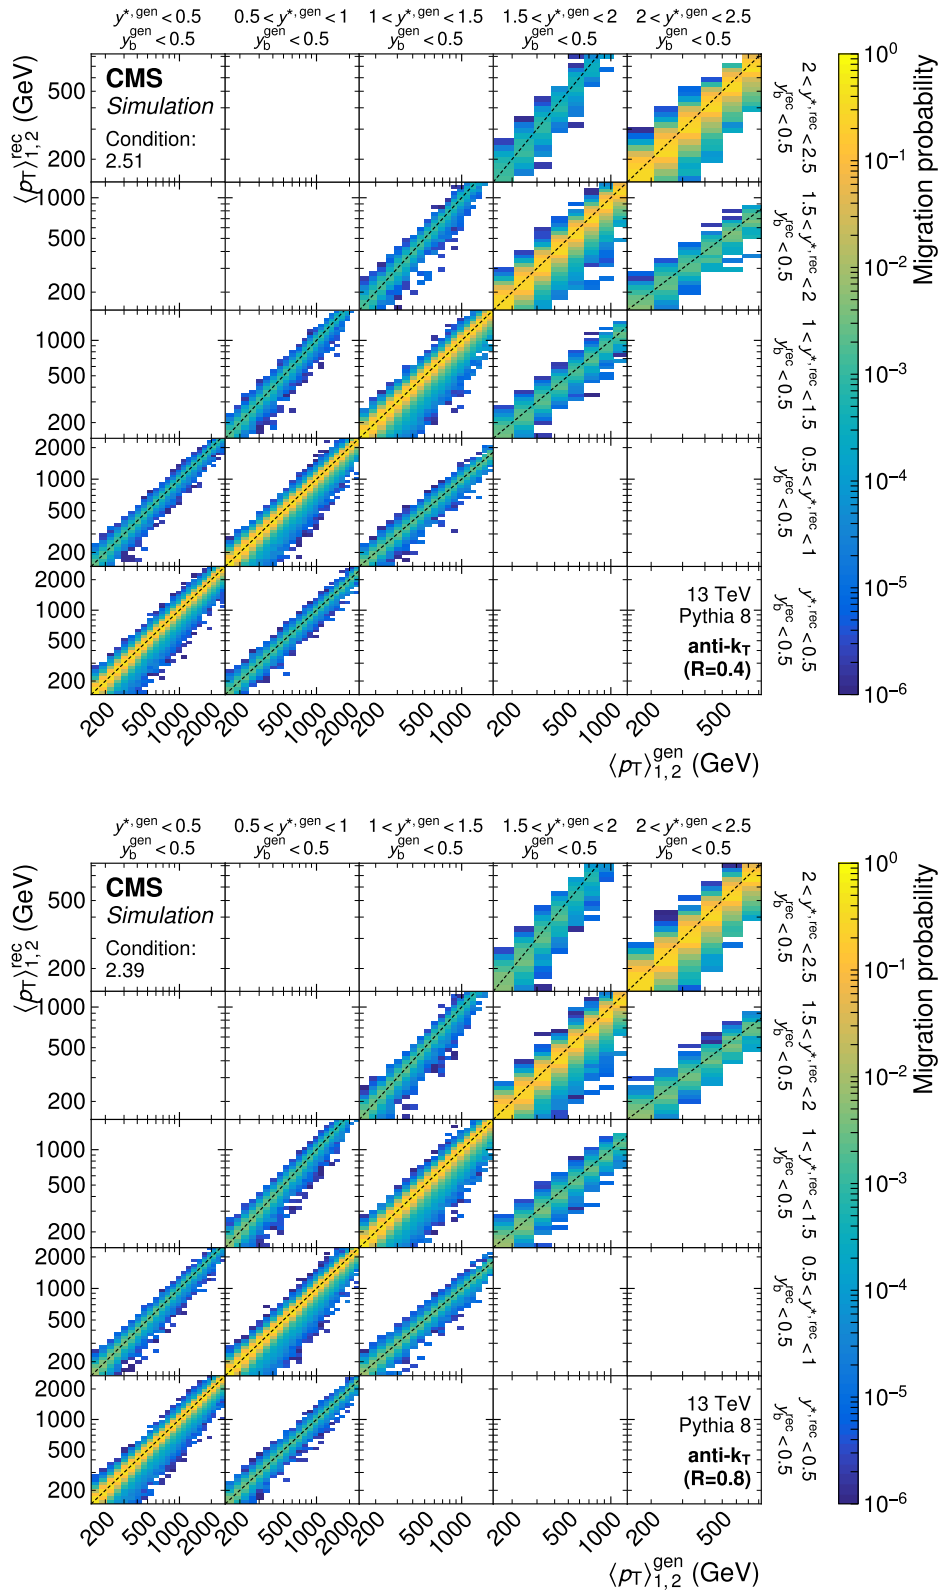 y*,gen < 0.5 0.5 < y*,gen < 1 1 < y*,gen < 1.5 1.5 < y*,gen < 2 2 < y*,gen < 2.5
y_b^gen < 0.5 y_b^gen < 0.5 y_b^gen < 0.5 y_b^gen < 0.5 y_b^gen < 0.5
CMS
Simulation
Condition:
2.51
⟨p_T⟩_{1,2}^{rec} (GeV)
500
200
1000
500
200
1000
500
200
2000
1000
500
200
2000
1000
500
200
2 < y*,rec < 2.5
y_b^rec < 0.5
1.5 < y*,rec < 2
y_b^rec < 0.5
1 < y*,rec < 1.5
y_b^rec < 0.5
0.5 < y*,rec < 1
y_b^rec < 0.5
y*,rec < 0.5
y_b^rec < 0.5
13 TeV
Pythia 8
anti-k_T
(R=0.4)
200 500 1000 2000 200 500 1000 2000 200 500 1000 200 500 1000 200 500
⟨p_T⟩_{1,2}^{gen} (GeV)
10^0
10^−1
10^−2
10^−3
10^−4
10^−5
10^−6
Migration probability
y*,gen < 0.5 0.5 < y*,gen < 1 1 < y*,gen < 1.5 1.5 < y*,gen < 2 2 < y*,gen < 2.5
y_b^gen < 0.5 y_b^gen < 0.5 y_b^gen < 0.5 y_b^gen < 0.5 y_b^gen < 0.5
CMS
Simulation
Condition:
2.39
⟨p_T⟩_{1,2}^{rec} (GeV)
500
200
1000
500
200
1000
500
200
2000
1000
500
200
2000
1000
500
200
2 < y*,rec < 2.5
y_b^rec < 0.5
1.5 < y*,rec < 2
y_b^rec < 0.5
1 < y*,rec < 1.5
y_b^rec < 0.5
0.5 < y*,rec < 1
y_b^rec < 0.5
y*,rec < 0.5
y_b^rec < 0.5
13 TeV
Pythia 8
anti-k_T
(R=0.8)
200 500 1000 2000 200 500 1000 2000 200 500 1000 200 500 1000 200 500
⟨p_T⟩_{1,2}^{gen} (GeV)
10^0
10^−1
10^−2
10^−3
10^−4
10^−5
10^−6
Migration probability